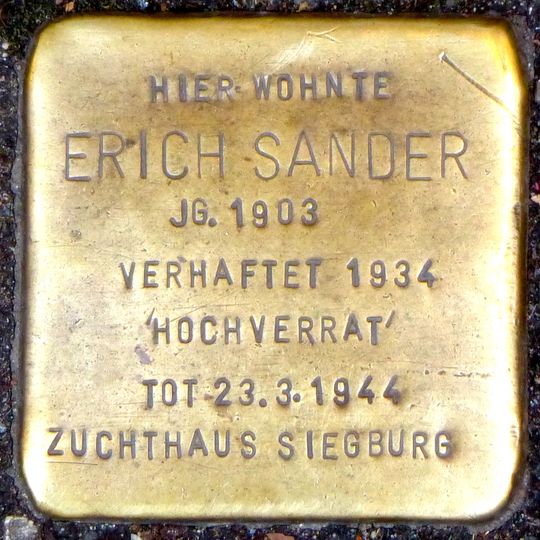 HIER WOHNTE
ERICH SANDER
JG. 1903
VERHAFTET 1934
'HOCHVERRAT'
TOT 23.3.1944
ZUCHTHAUS SIEGBURG